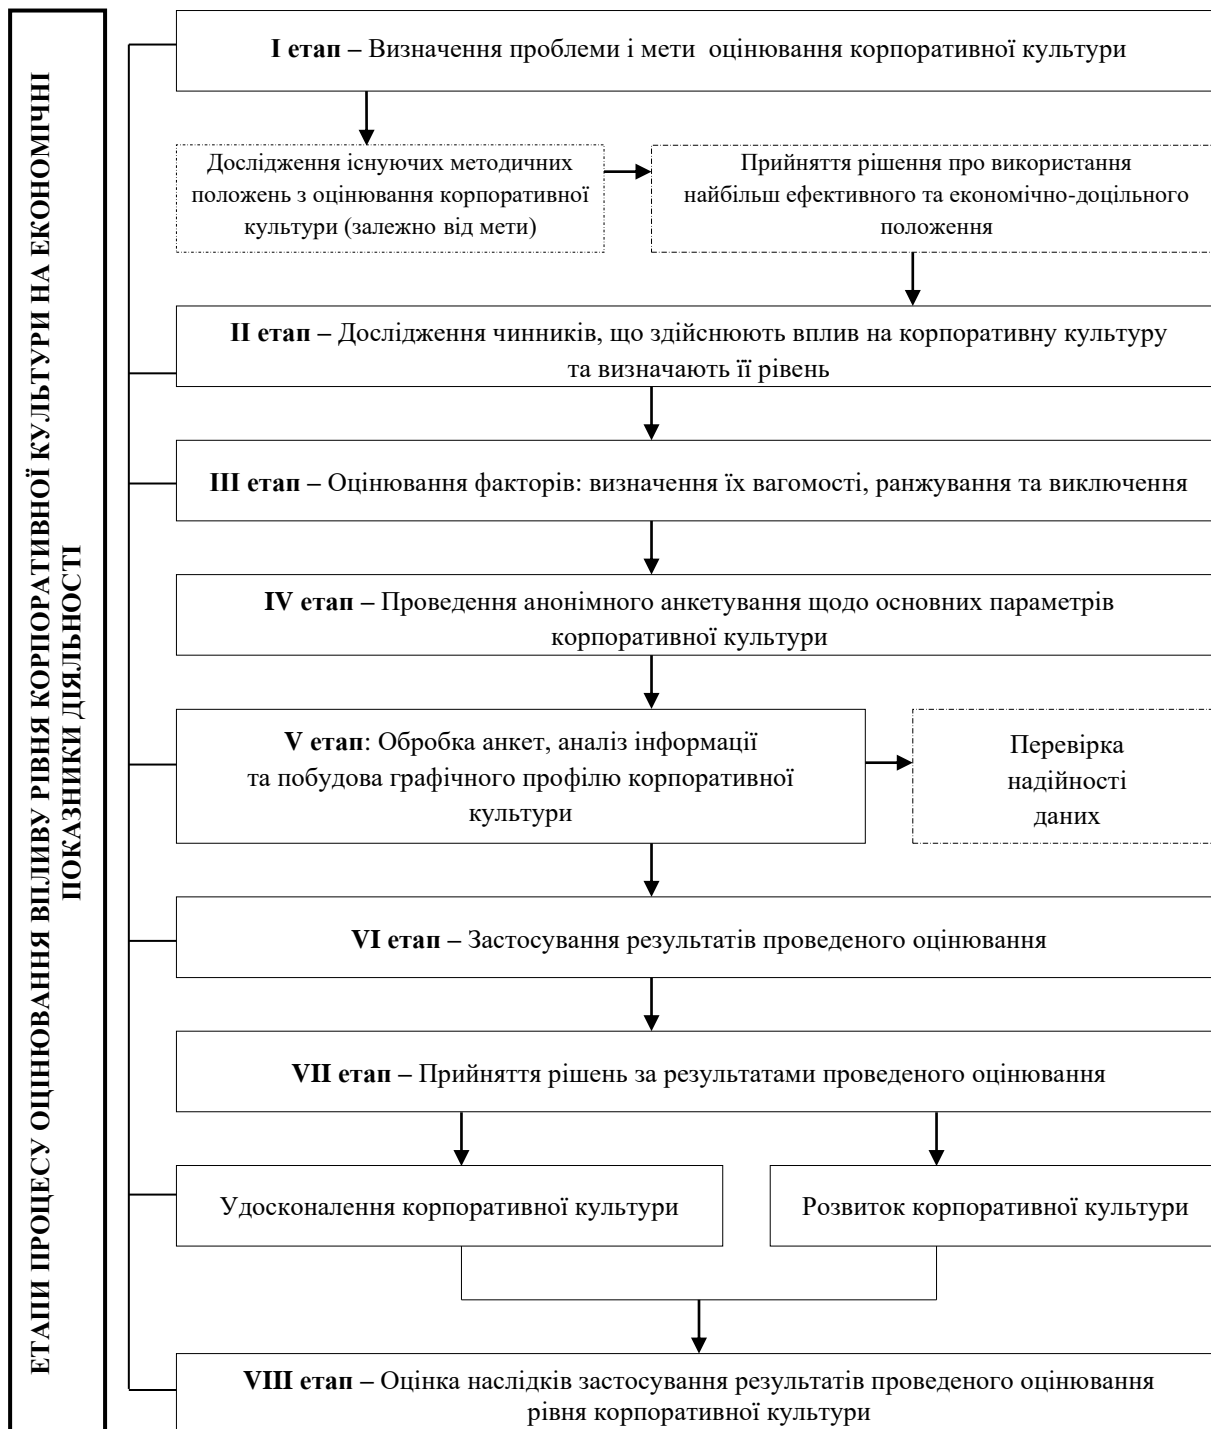 ЕТАПИ ПРОЦЕСУ ОЦІНЮВАННЯ ВПЛИВУ РІВНЯ КОРПОРАТИВНОЇ КУЛЬТУРИ НА ЕКОНОМІЧНІ
ПОКАЗНИКИ ДІЯЛЬНОСТІ
I етап – Визначення проблеми і мети оцінювання корпоративної культури
Дослідження існуючих методичних
положень з оцінювання корпоративної
культури (залежно від мети)
Прийняття рішення про використання
найбільш ефективного та економічно-доцільного
положення
II етап – Дослідження чинників, що здійснюють вплив на корпоративну культуру
та визначають її рівень
III етап – Оцінювання факторів: визначення їх вагомості, ранжування та виключення
IV етап – Проведення анонімного анкетування щодо основних параметрів
корпоративної культури
V етап: Обробка анкет, аналіз інформації
та побудова графічного профілю корпоративної
культури
Перевірка
надійності
даних
VI етап – Застосування результатів проведеного оцінювання
VII етап – Прийняття рішень за результатами проведеного оцінювання
Удосконалення корпоративної культури
Розвиток корпоративної культури
VIII етап – Оцінка наслідків застосування результатів проведеного оцінювання
рівня корпоративної культури